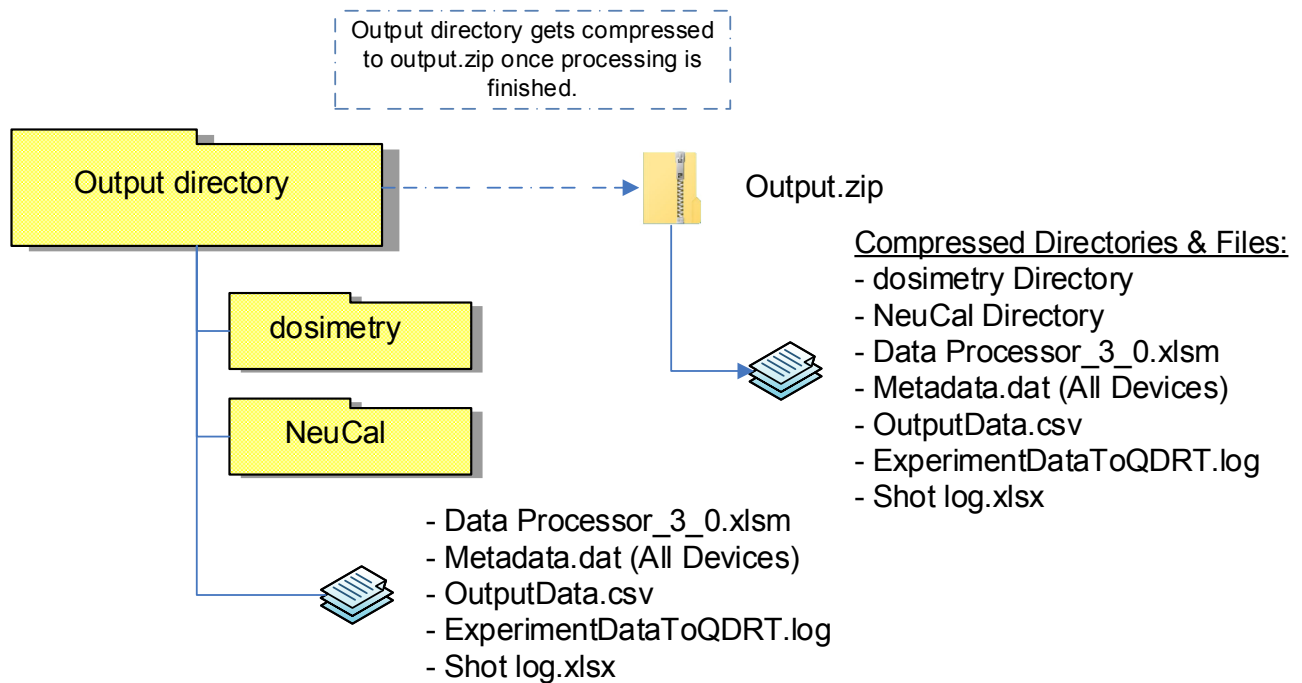 Output directory gets compressed
to output.zip once processing is
finished.
Output directory
Output.zip
Compressed Directories & Files:
- dosimetry Directory
- NeuCal Directory
- Data Processor_3_0.xlsm
- Metadata.dat (All Devices)
- OutputData.csv
- ExperimentDataToQDRT.log
- Shot log.xlsx
dosimetry
NeuCal
- Data Processor_3_0.xlsm
- Metadata.dat (All Devices)
- OutputData.csv
- ExperimentDataToQDRT.log
- Shot log.xlsx